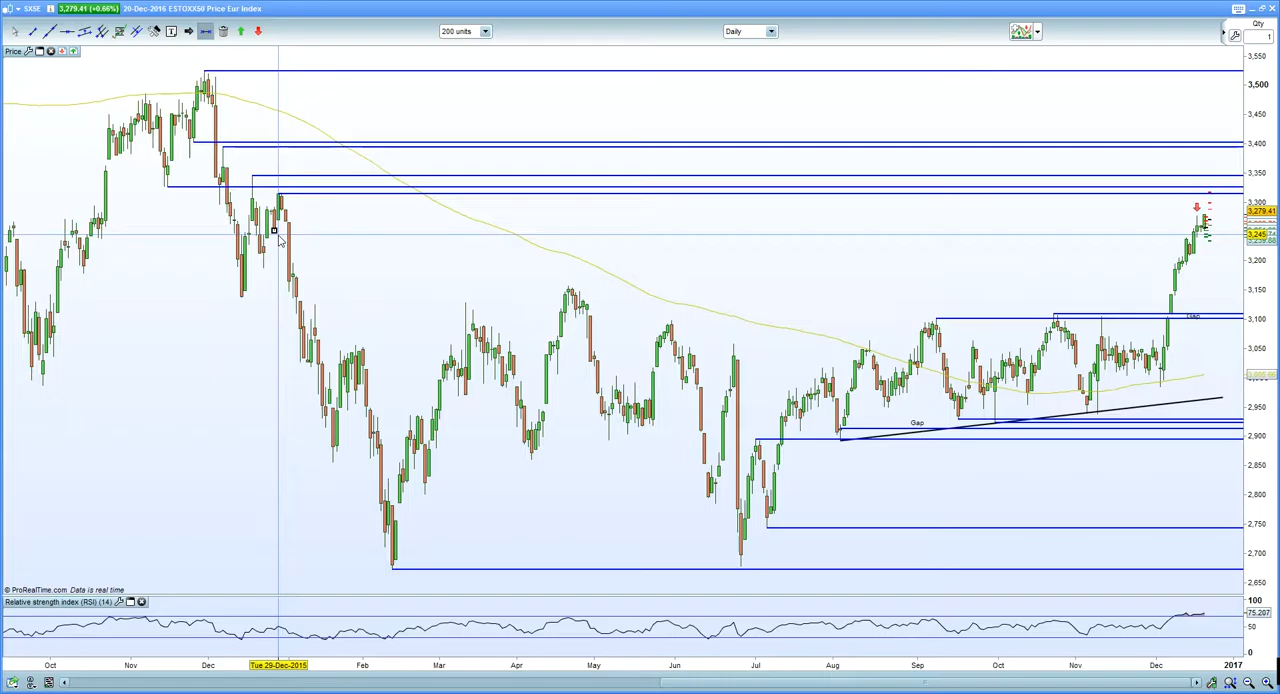 SX5E 3,279.41 (+0.66%) 20-Dec-2016 ESTOXX50 Price Eur Index
200 units
Daily
Qty
1
Price
3,550
3,500
3,450
3,400
3,350
3,300
3,279.41
3,245
3,200
3,150
Gap
3,100
3,050
2,950
Gap
2,900
2,850
2,800
2,750
2,700
2,650
© ProRealTime.com Data is real time
Relative strength index (RSI) (14)
100
75.207
50
0
Oct Nov Dec Tue 29-Dec-2015 Feb Mar Apr May Jun Jul Aug Sep Oct Nov Dec 2017